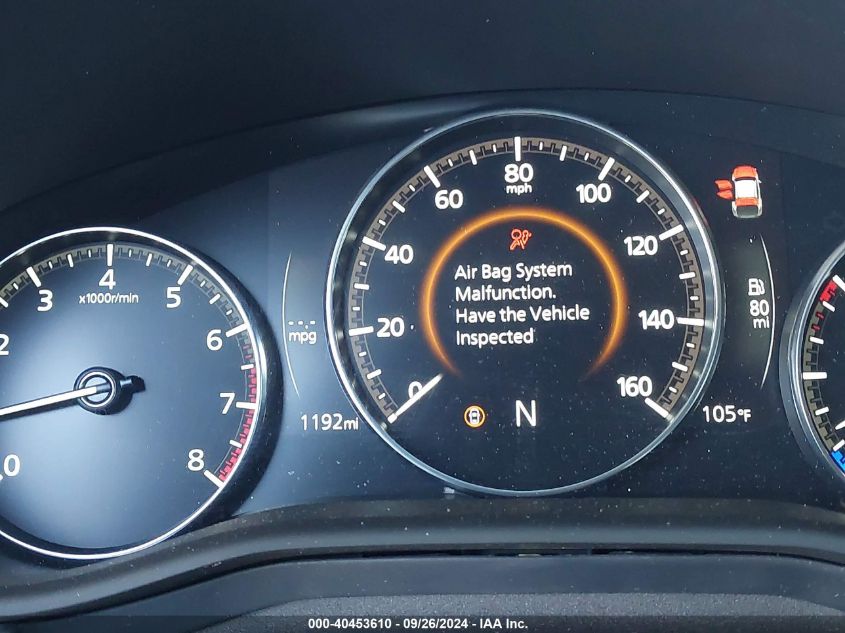 80
mph
60
100
40
120
20
140
0
160
Air Bag System
Malfunction.
Have the Vehicle
Inspected
N
4
x1000r/min
3
5
2
6
7
0
8
--.-
mpg
1192mi
80
mi
105°F
000-40453610 / 09/26/2024 - IAA Inc.